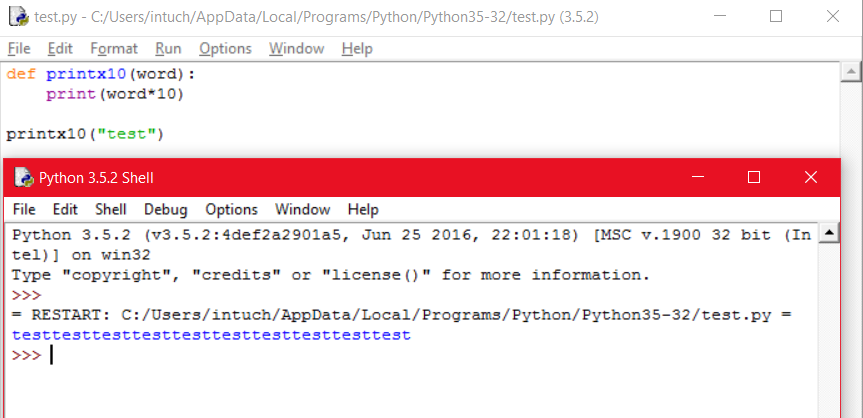 test.py - C:/Users/intuch/AppData/Local/Programs/Python/Python35-32/test.py (3.5.2)
File Edit Format Run Options Window Help
def printx10(word):
    print(word*10)
printx10("test")
Python 3.5.2 Shell
File Edit Shell Debug Options Window Help
Python 3.5.2 (v3.5.2:4def2a2901a5, Jun 25 2016, 22:01:18) [MSC v.1900 32 bit (In
tel)] on win32
Type "copyright", "credits" or "license()" for more information.
>>>
= RESTART: C:/Users/intuch/AppData/Local/Programs/Python/Python35-32/test.py =
testtesttesttesttesttesttesttesttesttest
>>>